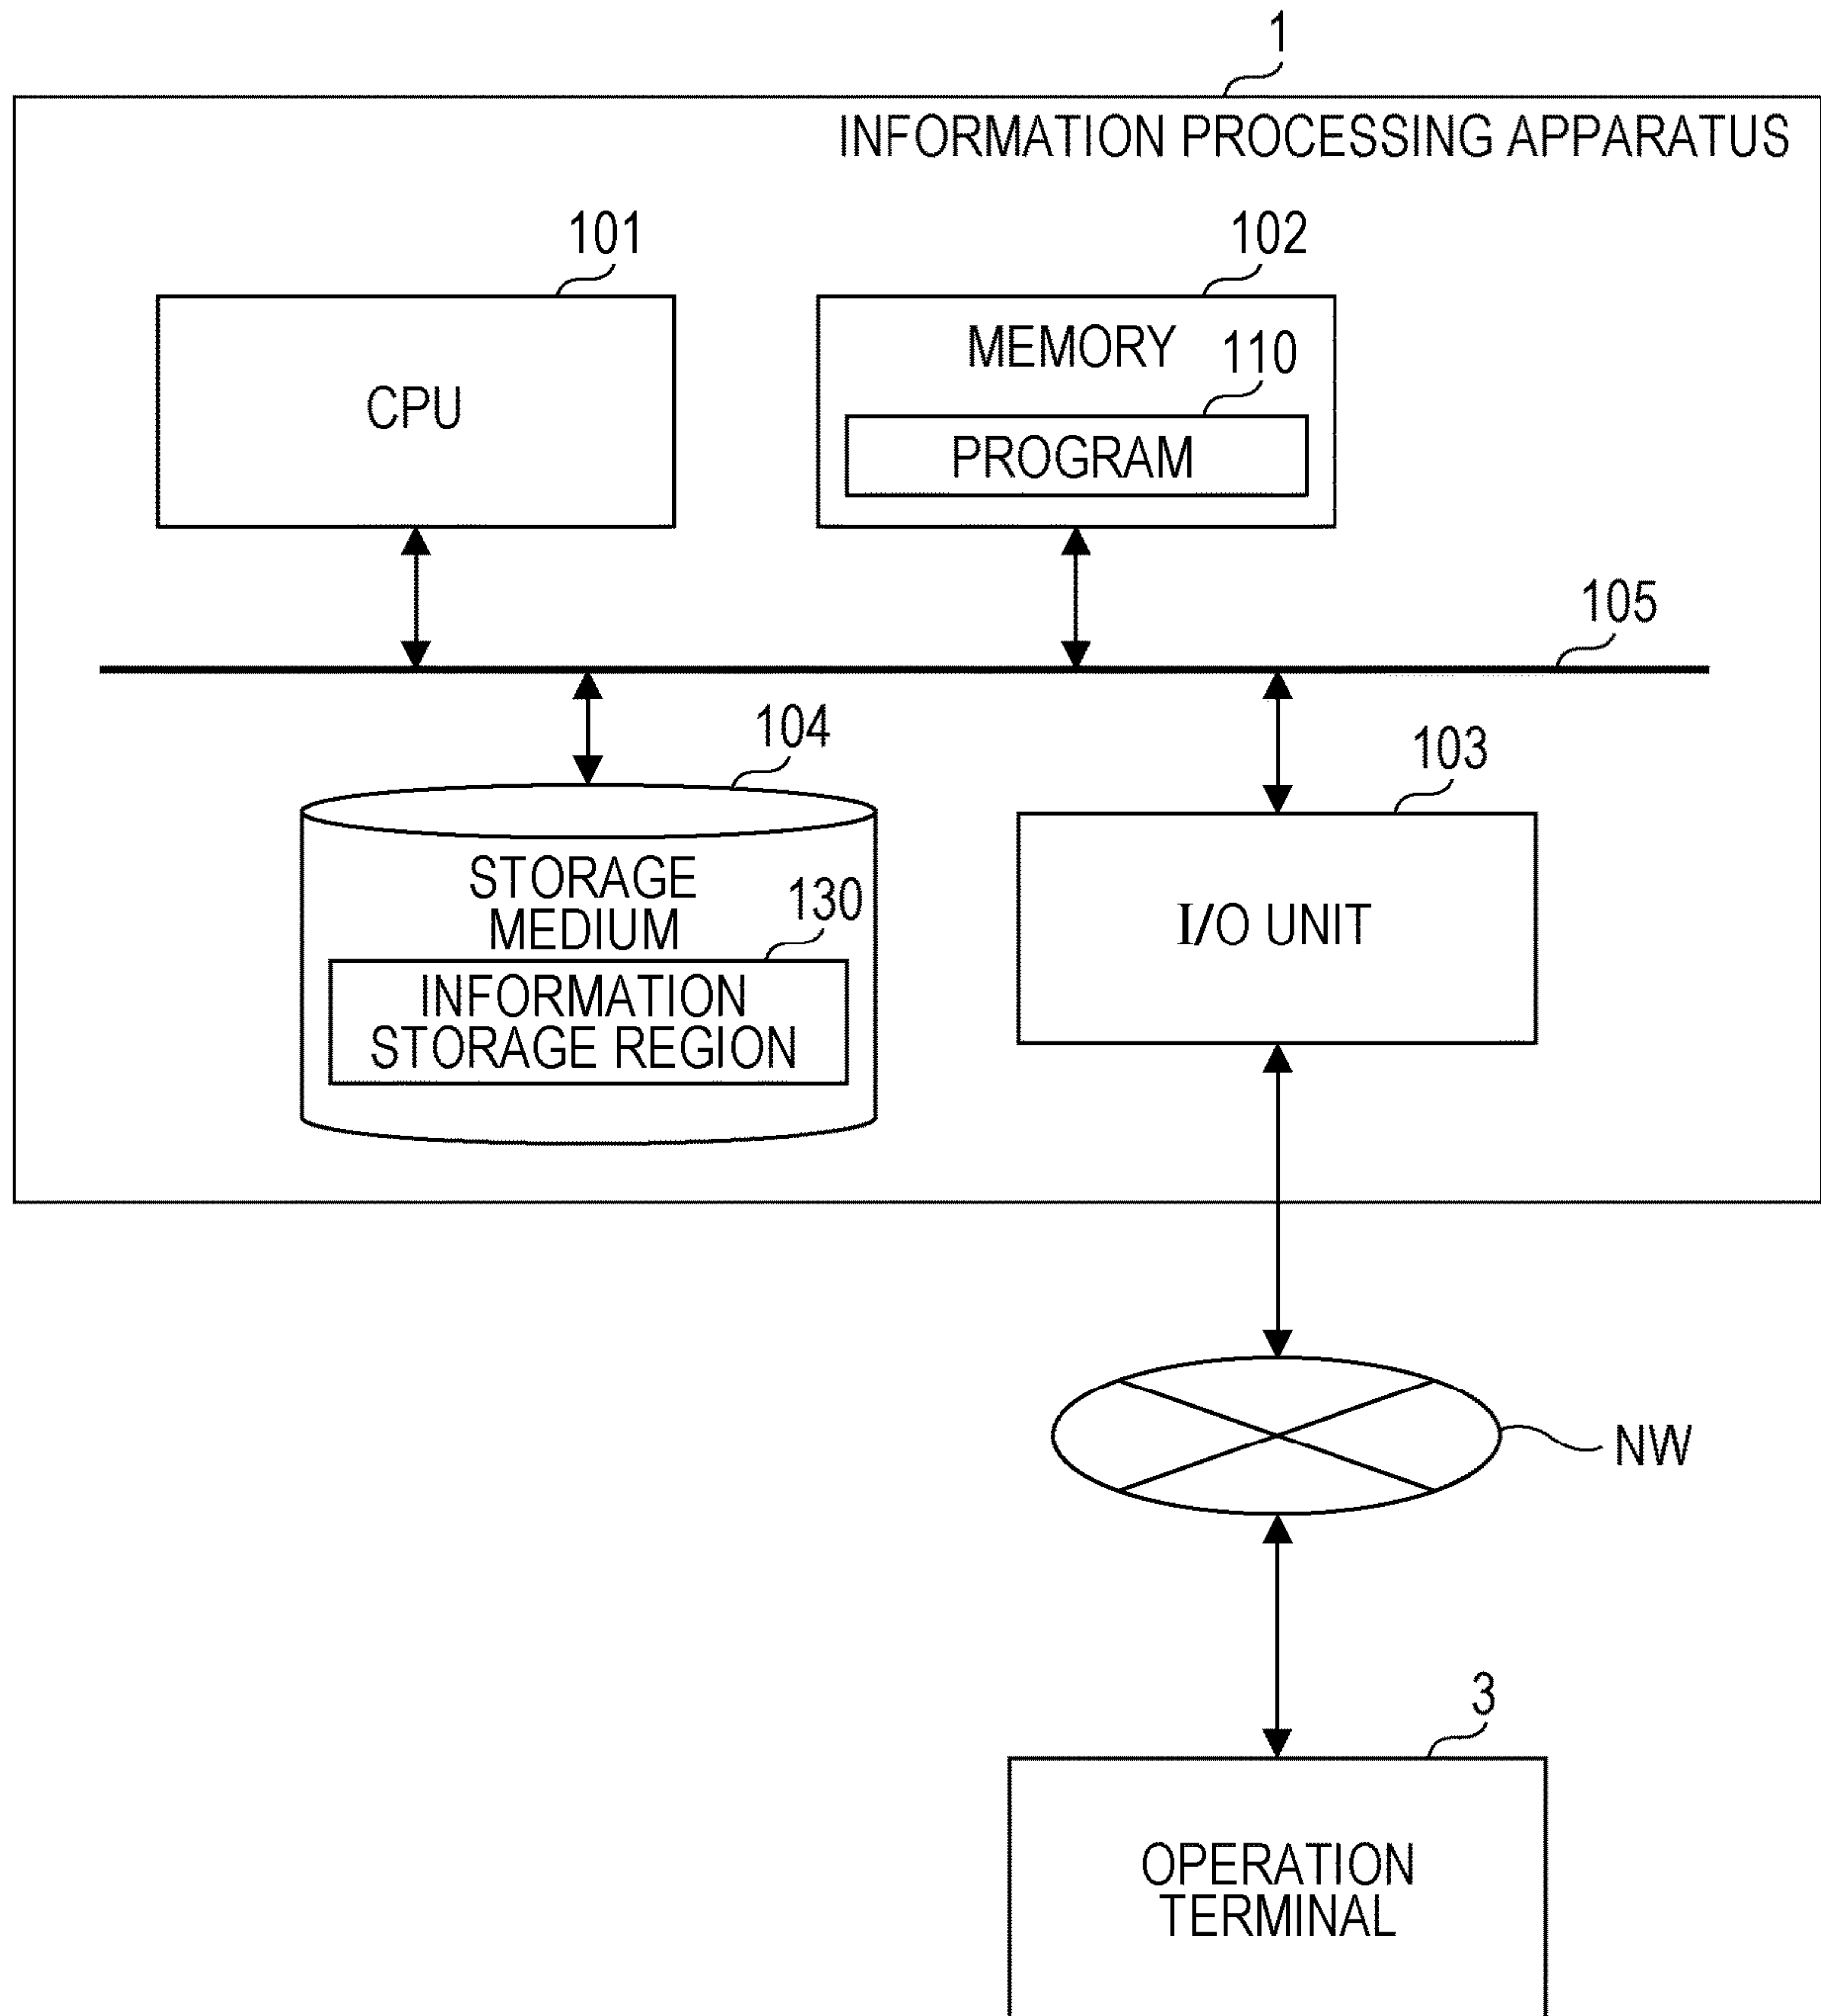 1
INFORMATION PROCESSING APPARATUS
101
102
CPU
MEMORY
110
PROGRAM
105
104
103
STORAGE
MEDIUM
130
INFORMATION
STORAGE REGION
I/O UNIT
NW
3
OPERATION
TERMINAL